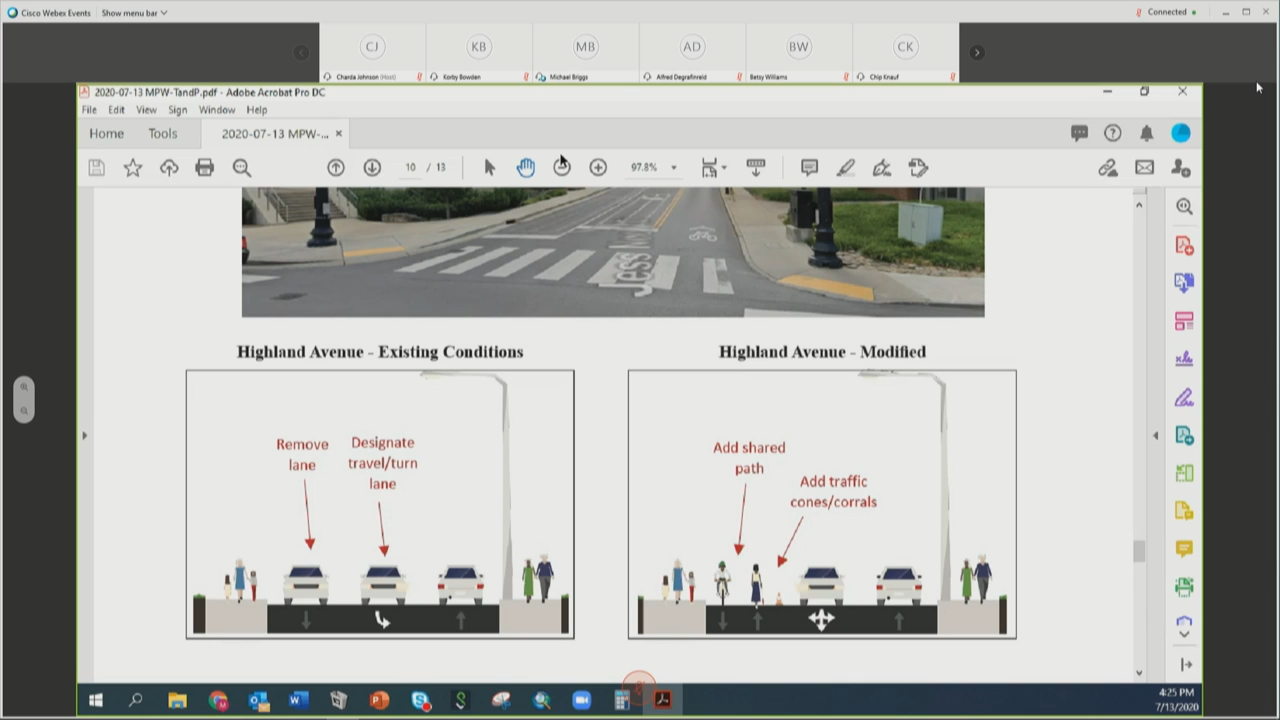 Cisco Webex Events Show menu bar
Connected
CJ KB MB AD BW CK
Charda Johnson (Host) Korby Bowden Michael Briggs Alfred Degrafinreid Betsy Williams Chip Knauf
2020-07-13 MPW-TandP.pdf - Adobe Acrobat Pro DC
File Edit View Sign Window Help
Home Tools 2020-07-13 MPW-...
10 / 13 97.8%
Jess
Highland Avenue - Existing Conditions
Highland Avenue - Modified
Remove
lane
Designate
travel/turn
lane
Add shared
path
Add traffic
cones/corrals
4:25 PM
7/13/2020